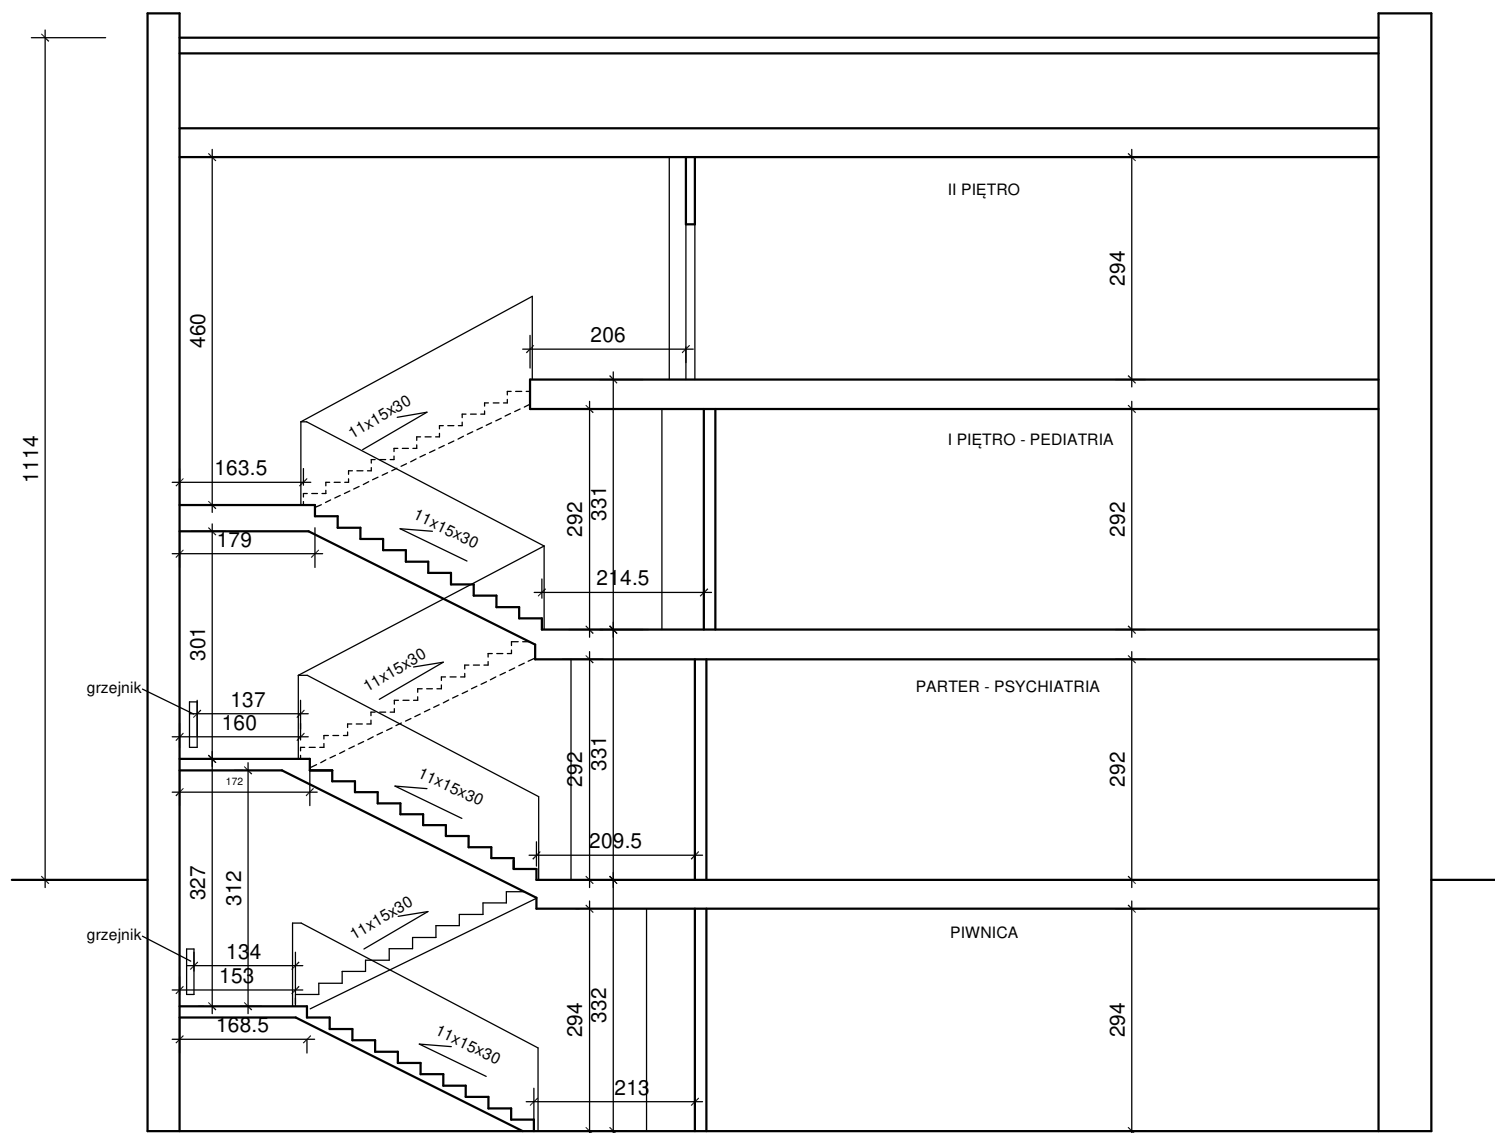 II PIĘTRO
294
460
206
11x15x30
I PIĘTRO - PEDIATRIA
1114
163.5
292
331
292
11x15x30
179
214.5
301
11x15x30
grzejnik
137
PARTER - PSYCHIATRIA
160
292
331
292
172
11x15x30
209.5
327
312
11x15x30
grzejnik
134
PIWNICA
153
294
332
294
168.5
11x15x30
213